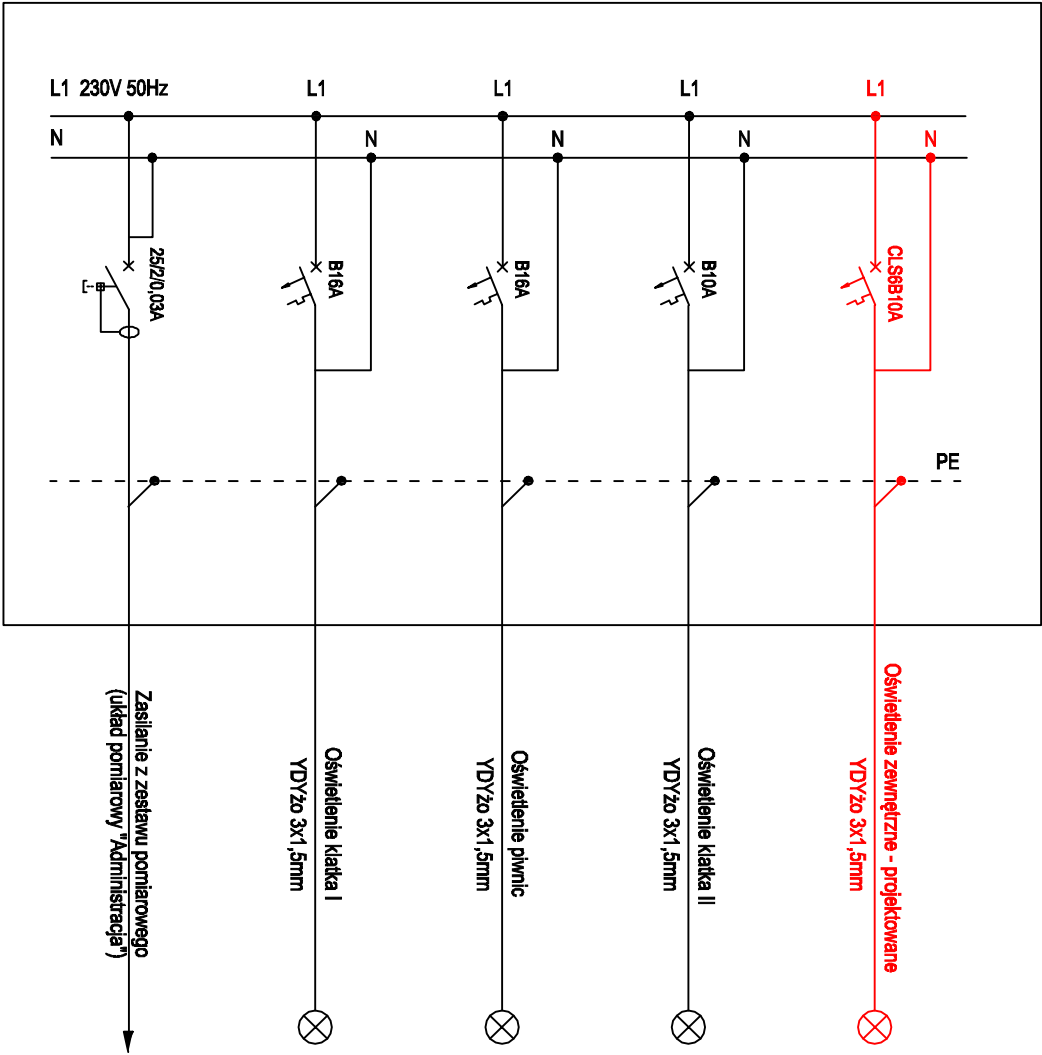 L1 230V 50Hz
L1
L1
L1
L1
N
N
N
N
N
25/2/0,03A
B16A
B16A
B10A
CLS6B10A
PE
Zasilanie z zestawu pomiarowego
(układ pomiarowy "Administracja")
Oświetlenie klatka I
YDYżo 3x1,5mm
Oświetlenie piwnic
YDYżo 3x1,5mm
Oświetlenie klatka II
YDYżo 3x1,5mm
Oświetlenie zewnętrzne - projektowane
YDYżo 3x1,5mm